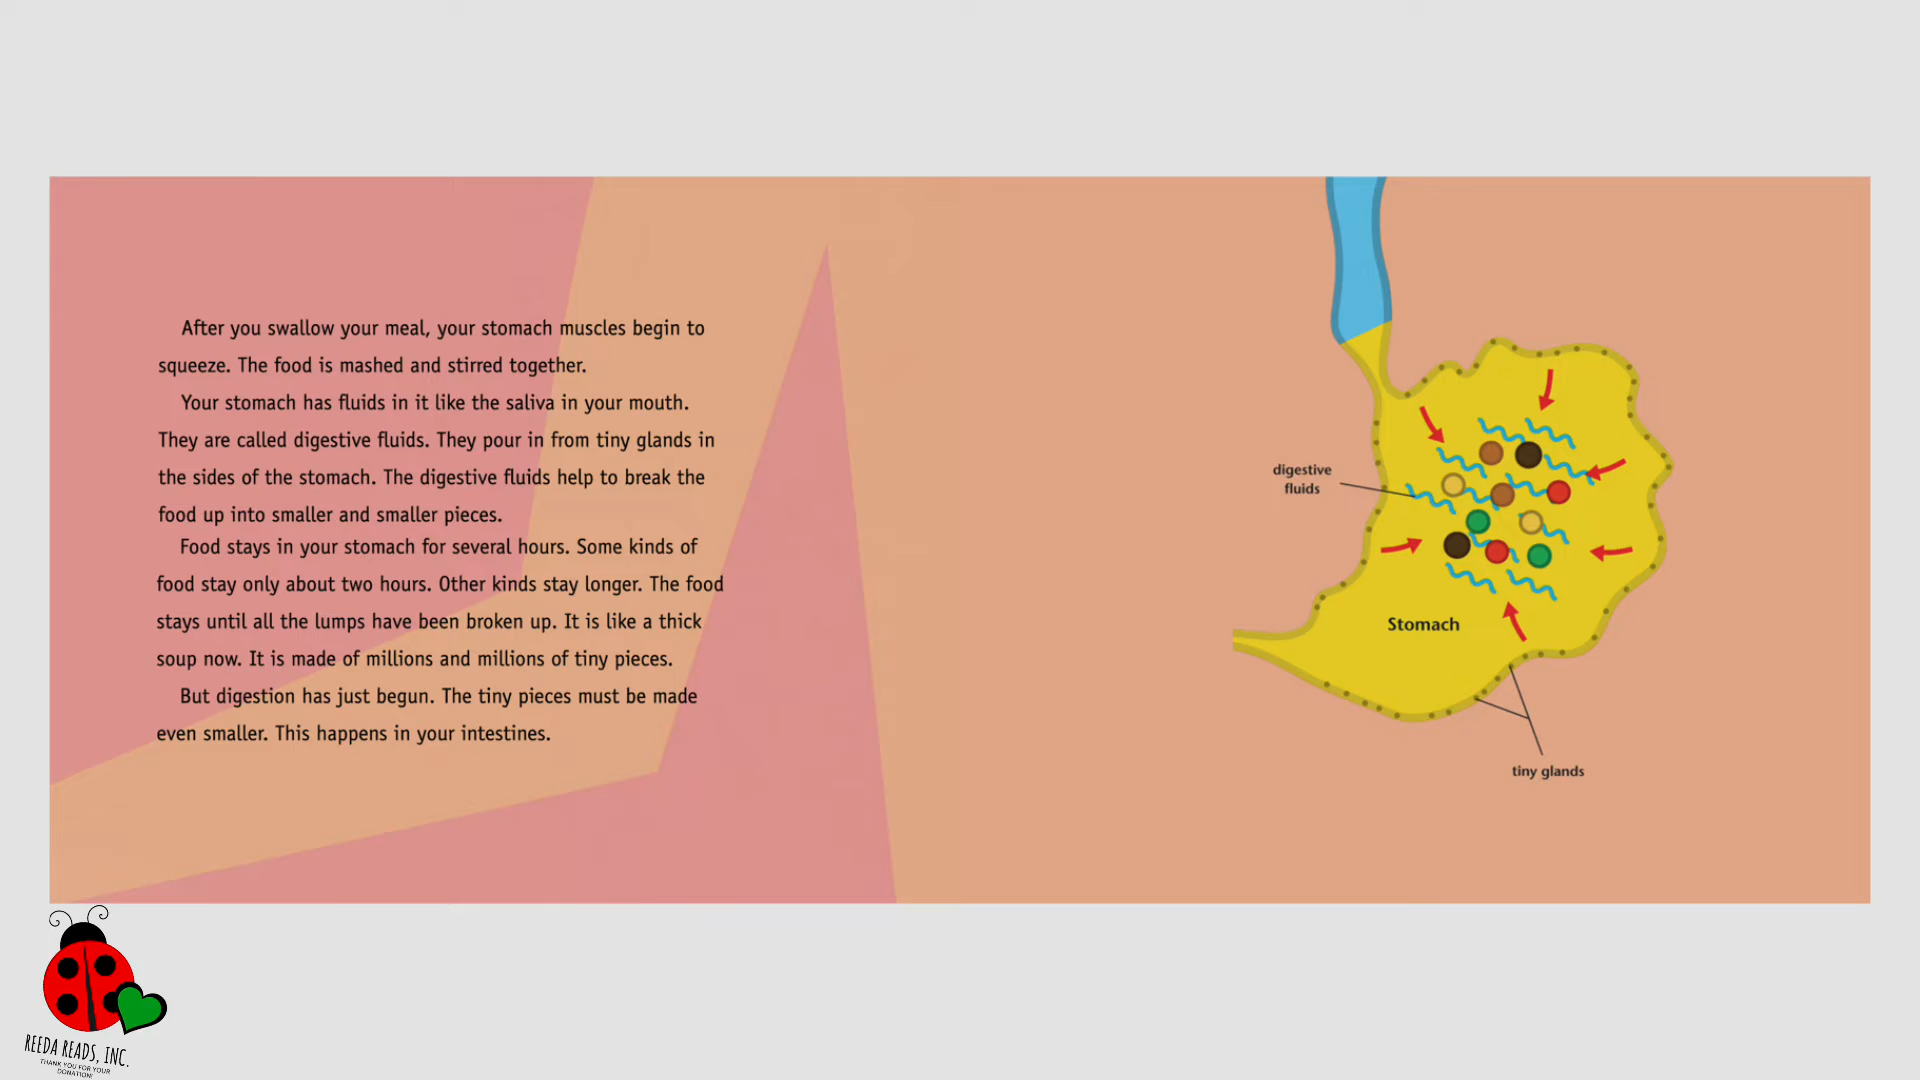 After you swallow your meal, your stomach muscles begin to
squeeze. The food is mashed and stirred together.
Your stomach has fluids in it like the saliva in your mouth.
They are called digestive fluids. They pour in from tiny glands in
the sides of the stomach. The digestive fluids help to break the
food up into smaller and smaller pieces.
Food stays in your stomach for several hours. Some kinds of
food stay only about two hours. Other kinds stay longer. The food
stays until all the lumps have been broken up. It is like a thick
soup now. It is made of millions and millions of tiny pieces.
But digestion has just begun. The tiny pieces must be made
even smaller. This happens in your intestines.
digestive
fluids
Stomach
tiny glands
REEDA READS, INC.
THANK YOU FOR YOUR
DONATION!